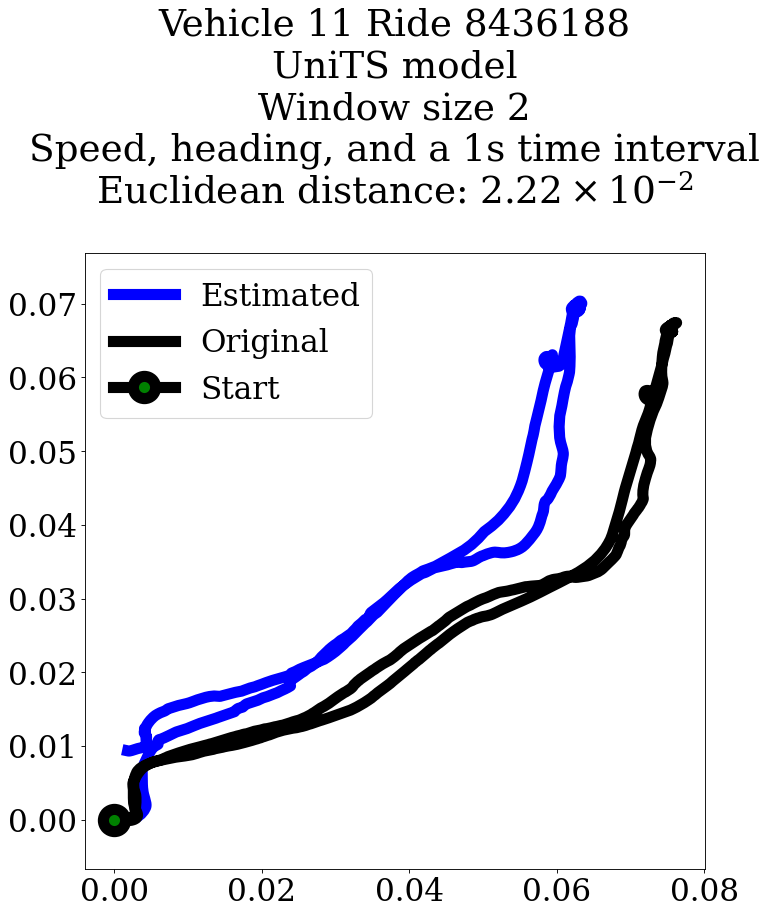 Vehicle 11 Ride 8436188
UniTS model
Window size 2
Speed, heading, and a 1s time interval
Euclidean distance: 2.22 × 10⁻²
Estimated
Original
Start
0.07
0.06
0.05
0.04
0.03
0.02
0.01
0.00
0.00 0.02 0.04 0.06 0.08